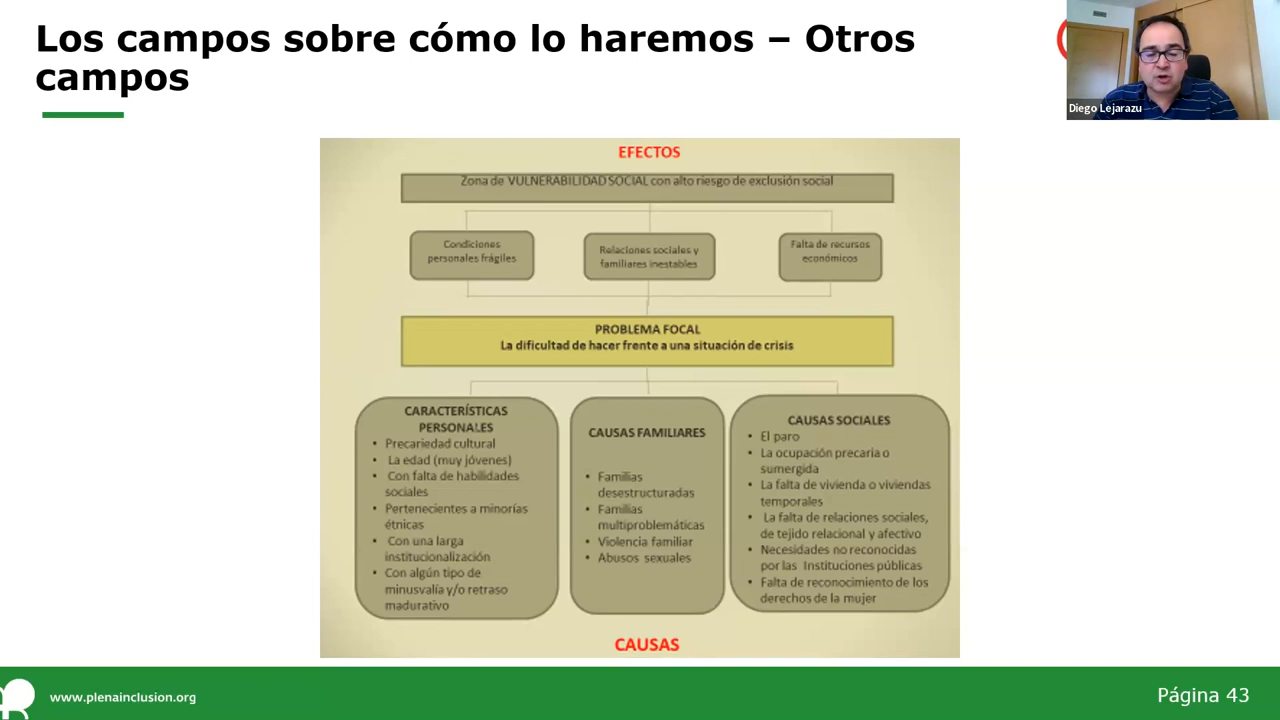 Los campos sobre cómo lo haremos – Otros
campos
Diego Lejarazu
EFECTOS
Zona de VULNERABILIDAD SOCIAL con alto riesgo de exclusión social
Condiciones
personales frágiles
Relaciones sociales y
familiares inestables
Falta de recursos
económicos
PROBLEMA FOCAL
La dificultad de hacer frente a una situación de crisis
CARACTERÍSTICAS
PERSONALES
• Precariedad cultural
• La edad (muy jóvenes)
• Con falta de habilidades
sociales
• Pertenecientes a minorías
étnicas
• Con una larga
institucionalización
• Con algún tipo de
minusvalía y/o retraso
madurativo
CAUSAS FAMILIARES
• Familias
desestructuradas
• Familias
multiproblemáticas
• Violencia familiar
• Abusos sexuales
CAUSAS SOCIALES
• El paro
• La ocupación precaria o
sumergida
• La falta de vivienda o viviendas
temporales
• La falta de relaciones sociales,
de tejido relacional y afectivo
• Necesidades no reconocidas
por las Instituciones públicas
• Falta de reconocimiento de los
derechos de la mujer
CAUSAS
www.plenainclusion.org
Página 43